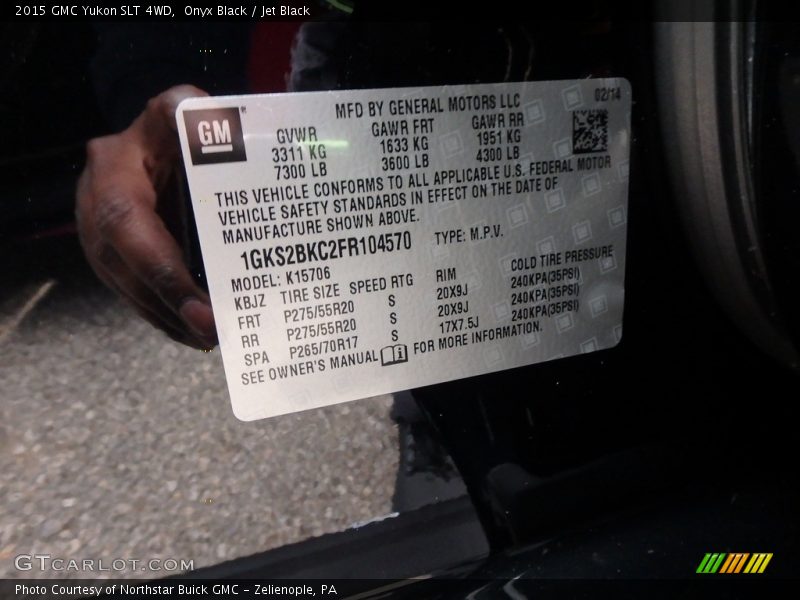 2015 GMC Yukon SLT 4WD, Onyx Black / Jet Black
MFD BY GENERAL MOTORS LLC 02/14
GM
GVWR GAWR FRT GAWR RR
3311 KG 1633 KG 1951 KG
7300 LB 3600 LB 4300 LB
THIS VEHICLE CONFORMS TO ALL APPLICABLE U.S. FEDERAL MOTOR
VEHICLE SAFETY STANDARDS IN EFFECT ON THE DATE OF
MANUFACTURE SHOWN ABOVE.
1GKS2BKC2FR104570 TYPE: M.P.V.
MODEL: K15706
KBJZ TIRE SIZE SPEED RTG RIM COLD TIRE PRESSURE
FRT P275/55R20 S 20X9J 240KPA(35PSI)
RR P275/55R20 S 20X9J 240KPA(35PSI)
SPA P265/70R17 S 17X7.5J 240KPA(35PSI)
SEE OWNER'S MANUAL FOR MORE INFORMATION.
GTCARLOT.COM
Photo Courtesy of Northstar Buick GMC - Zelienople, PA